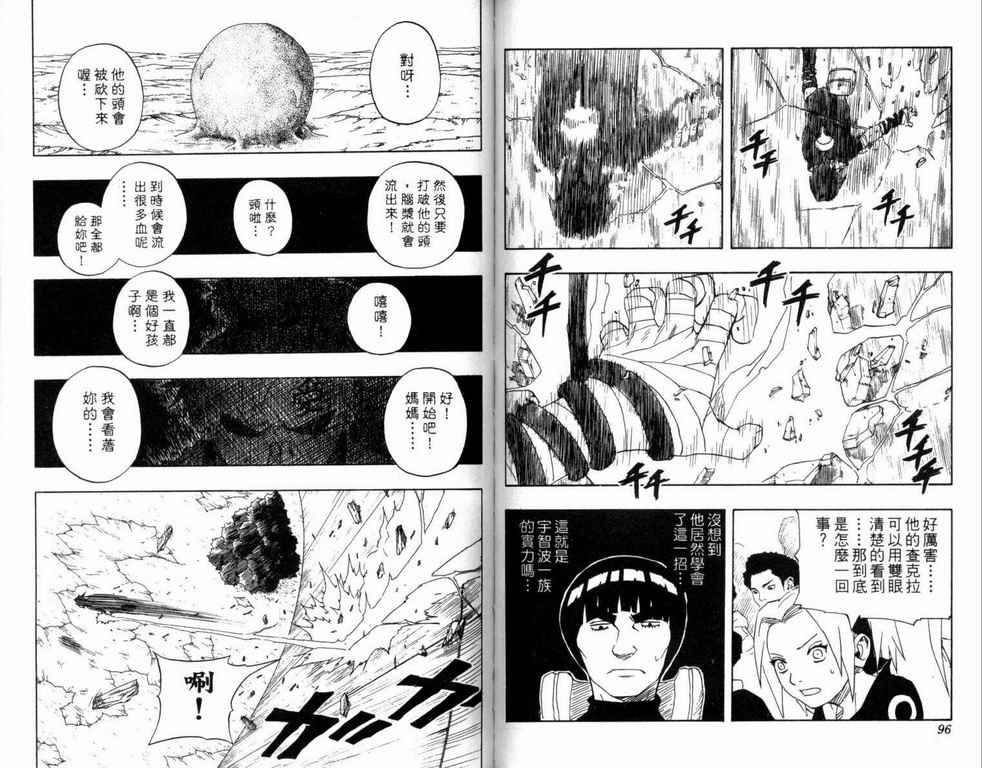 チチ
チチ
チチ
チチ
チチ
チチチ
チチ
好厲害……
他的查克拉
可以用雙眼
清楚的看到
……那到底
是怎麼一回
事？
沒想到
他居然學會
了這一招…
這就是
宇智波一族
的實力嗎…
96
對呀…
他的頭會
被砍下來
喔…
然後只要
打破他的頭
，腦漿就會
流出來！
什麼？
頭啦…
到時候會流
出很多血呢
……
那全都
給妳吧！
嘻嘻！
我一直都
是個好孩
子啊…
好！
開始吧！
媽媽……
我會看著
妳的……
唰！
ガガガ